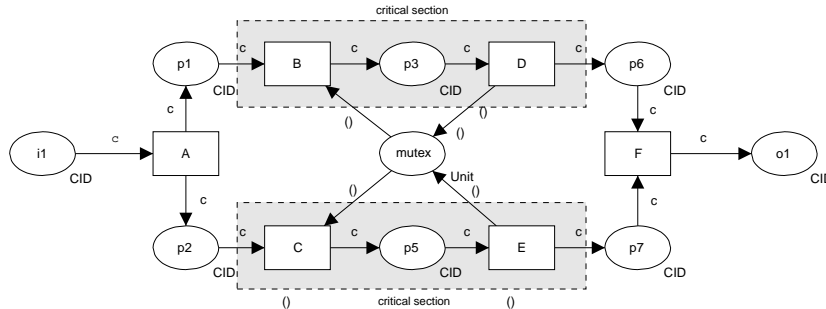 critical section
p1
c
B
()
c
p3
c
D
c
p6
CID
CID
CID
c
()
()
c
i1
c
A
mutex
F
c
o1
CID
()
Unit
()
CID
c
c
p2
c
C
c
p5
c
E
c
p7
CID
CID
CID
()
critical section
()